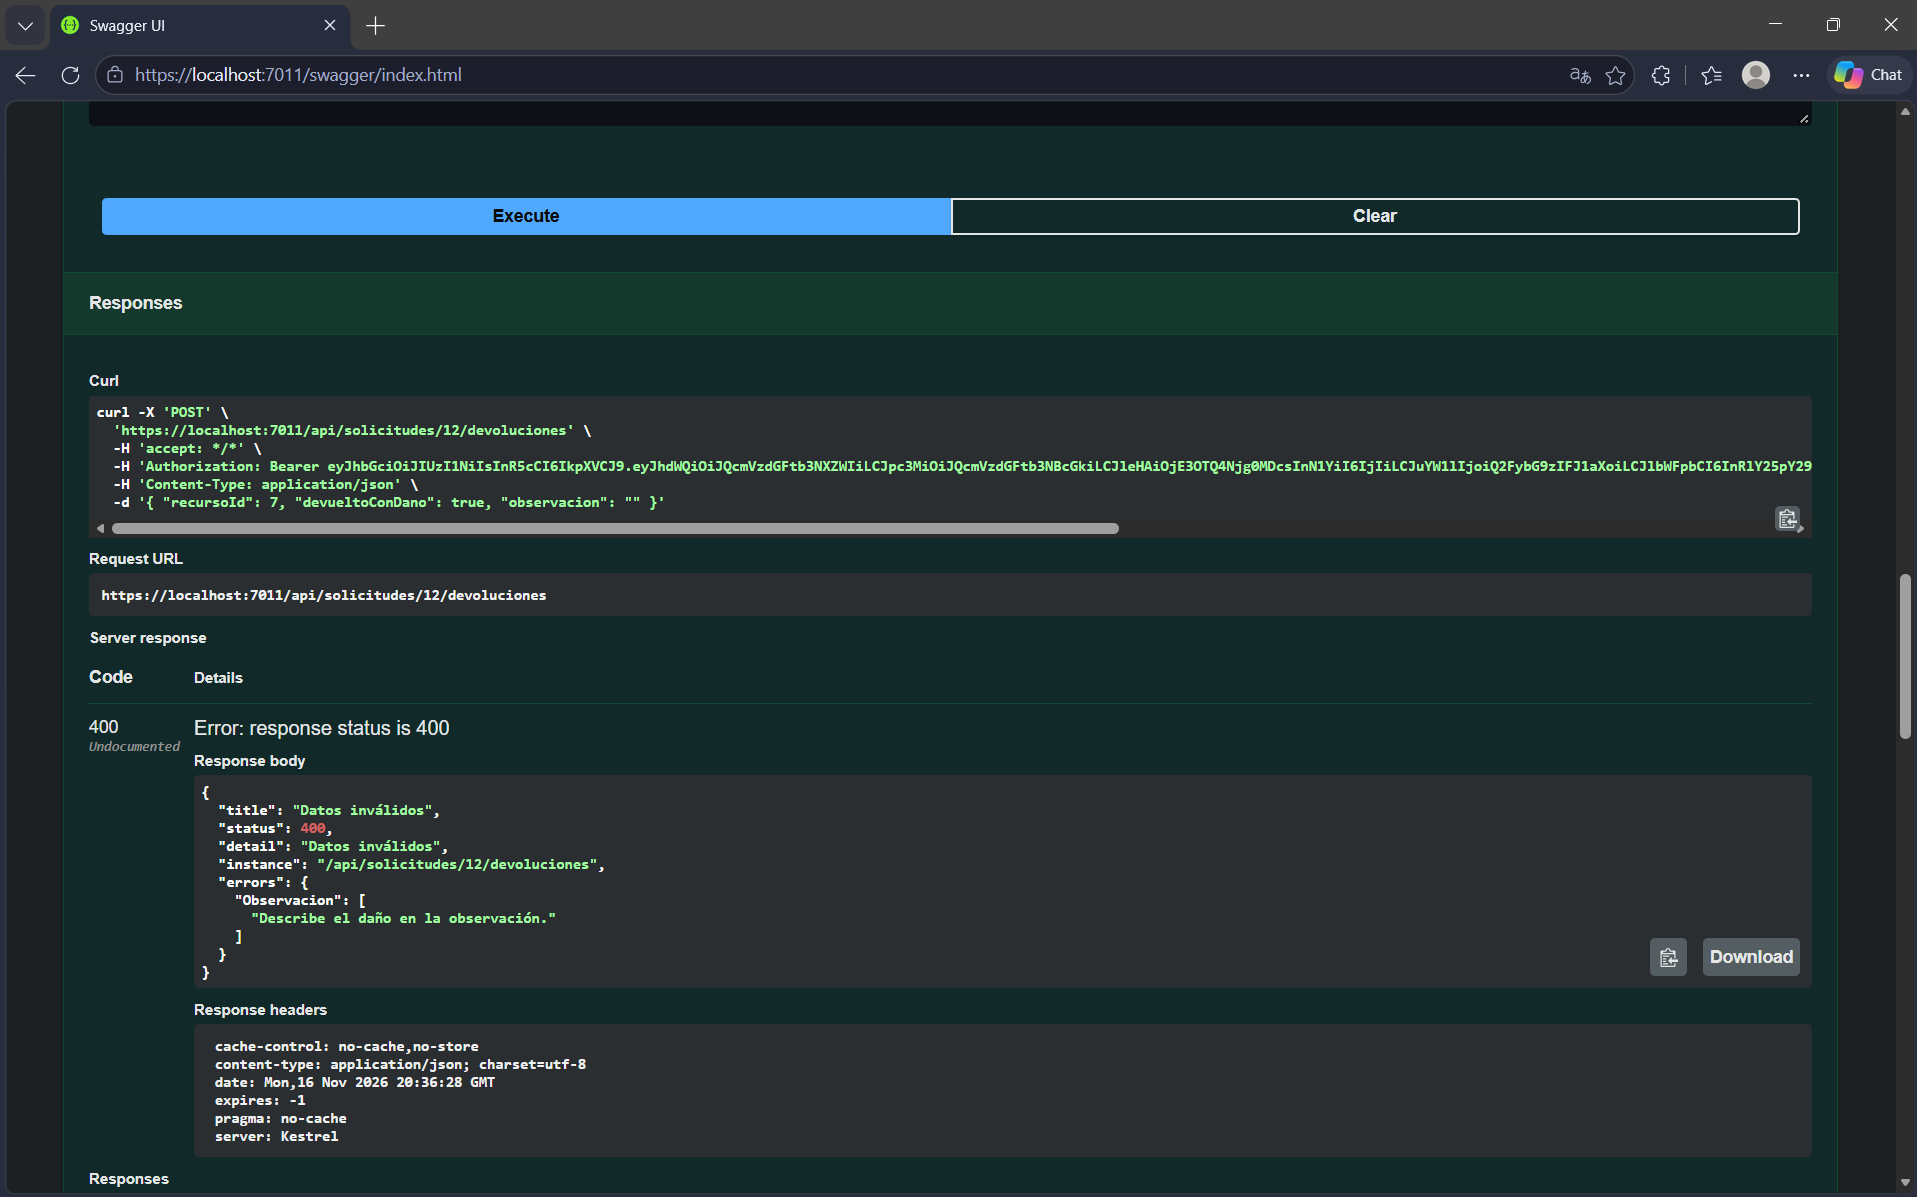 Swagger UI
https://localhost:7011/swagger/index.html
Chat
Execute
Clear
Responses
Curl
curl -X 'POST' \
'https://localhost:7011/api/solicitudes/12/devoluciones' \
-H 'accept: */*' \
-H 'Authorization: Bearer
-H 'Content-Type: application/json' \
-d '{ "recursoId": 7, "devueltoConDano": true, "observacion": "" }'
Request URL
https://localhost:7011/api/solicitudes/12/devoluciones
Server response
Code Details
400 Error: response status is 400
Undocumented
Response body
{
"title": "Datos inválidos",
"status": 400,
"detail": "Datos inválidos",
"instance": "/api/solicitudes/12/devoluciones",
"errors": {
"Observacion": [
"Describe el daño en la observación."
]
}
}
Download
Response headers
cache-control: no-cache,no-store
content-type: application/json; charset=utf-8
date: Mon,16 Nov 2026 20:36:28 GMT
expires: -1
pragma: no-cache
server: Kestrel
Responses